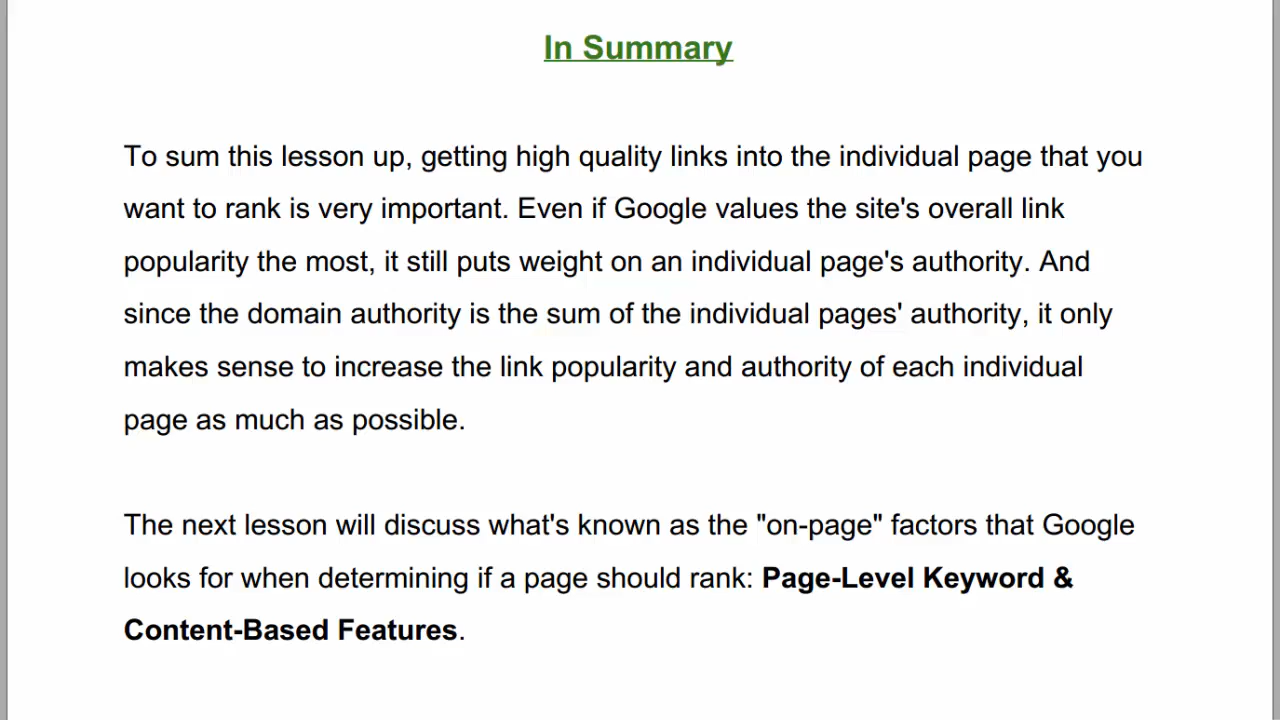 In Summary
To sum this lesson up, getting high quality links into the individual page that you
want to rank is very important. Even if Google values the site's overall link
popularity the most, it still puts weight on an individual page's authority. And
since the domain authority is the sum of the individual pages' authority, it only
makes sense to increase the link popularity and authority of each individual
page as much as possible.
The next lesson will discuss what's known as the "on-page" factors that Google
looks for when determining if a page should rank: Page-Level Keyword &
Content-Based Features.